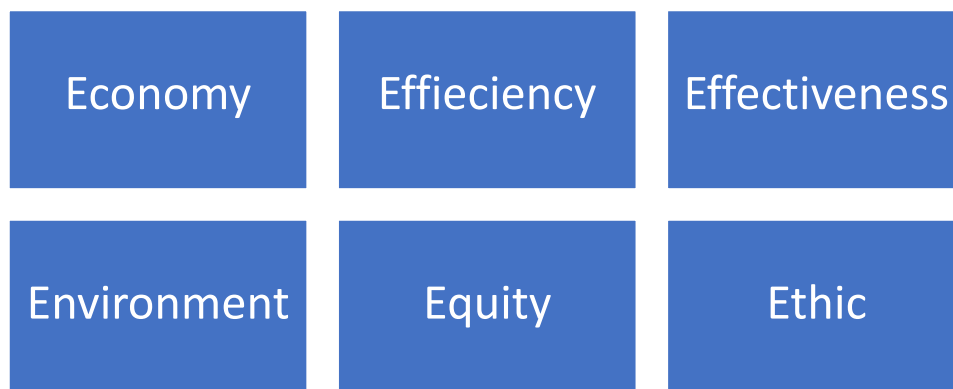 Economy
Effieciency
Effectiveness
Environment
Equity
Ethic